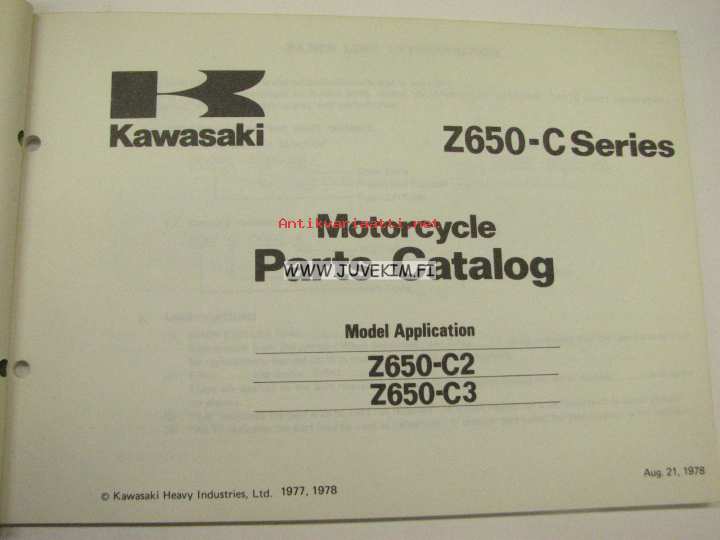 Kawasaki
Z650-C Series
Antikvariaatti.net
Motorcycle
Parts Catalog
WWW.JUVEKIM.FI
Model Application
Z650-C2
Z650-C3
© Kawasaki Heavy Industries, Ltd. 1977, 1978
Aug. 21, 1978